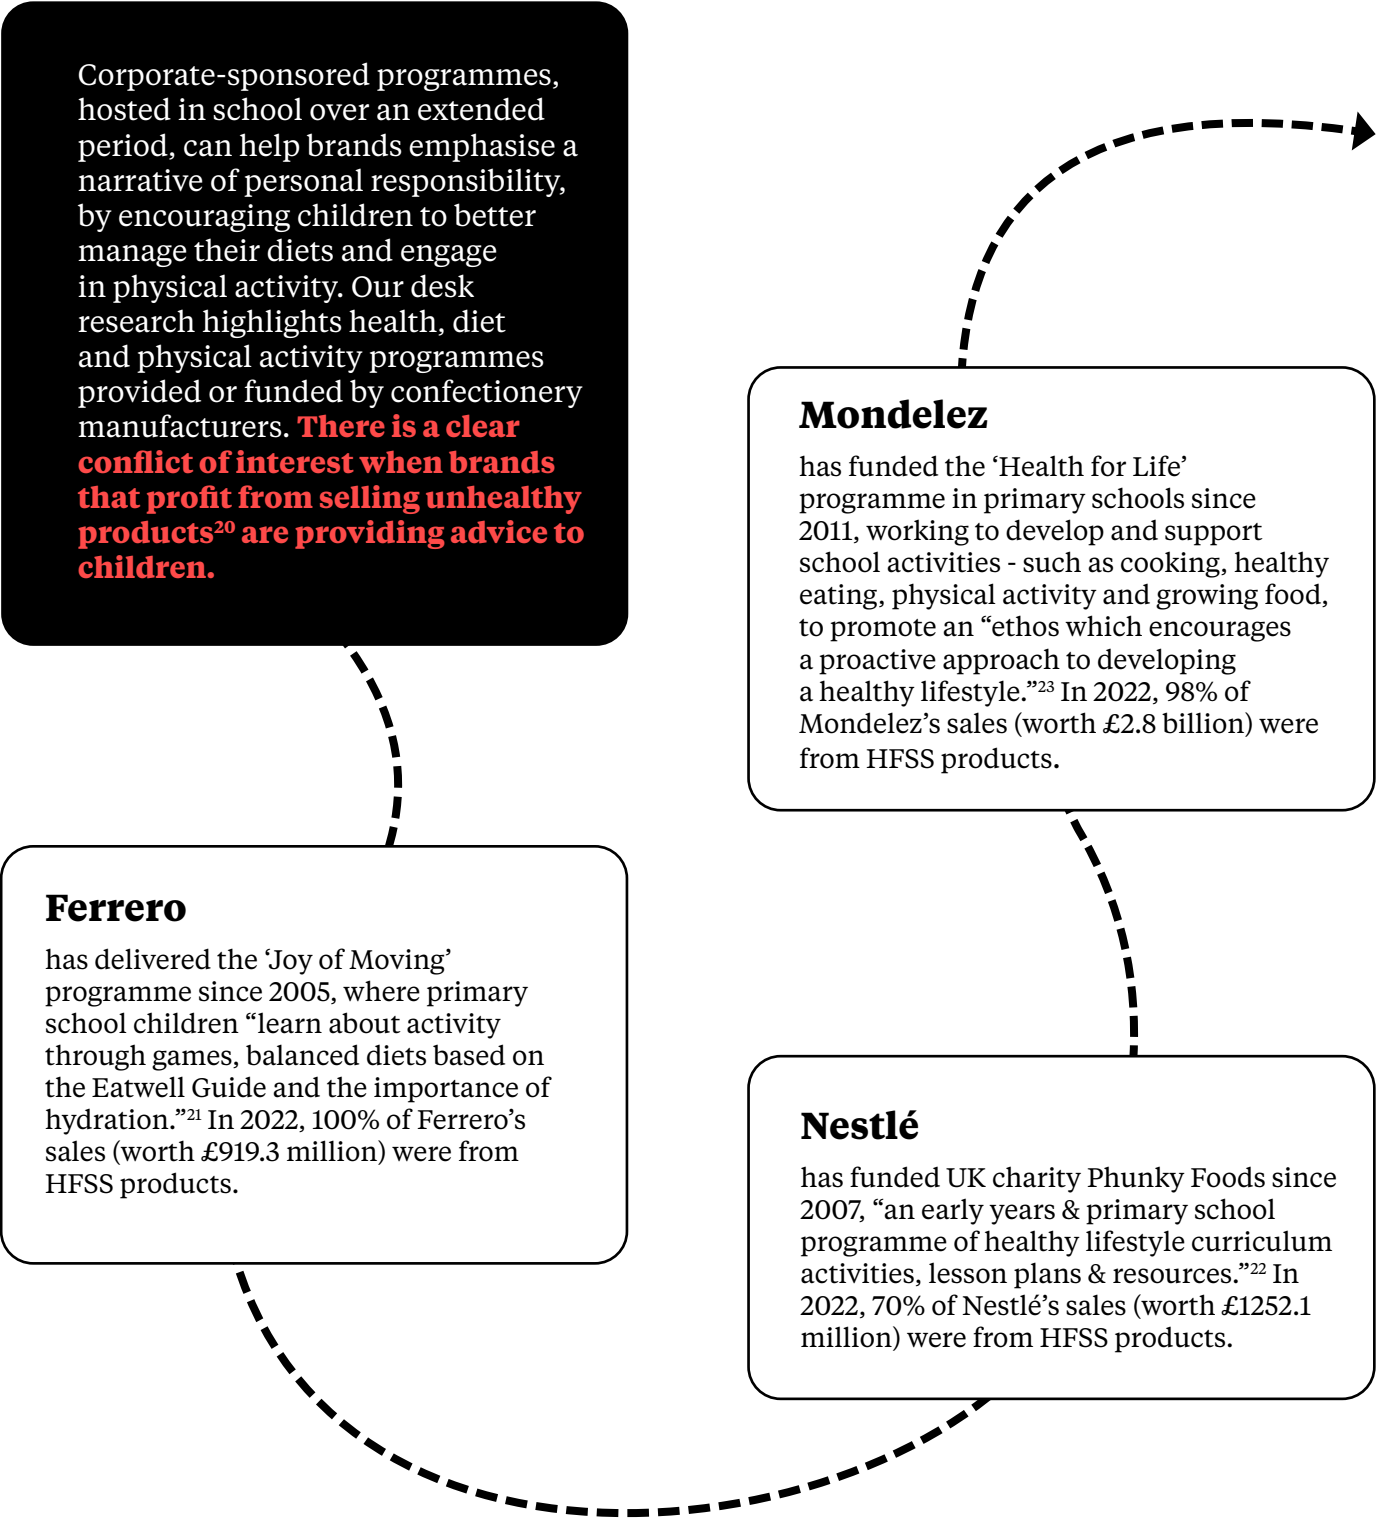 Corporate-sponsored programmes,
hosted in school over an extended
period, can help brands emphasise a
narrative of personal responsibility,
by encouraging children to better
manage their diets and engage
in physical activity. Our desk
research highlights health, diet
and physical activity programmes
provided or funded by confectionery
manufacturers. There is a clear
conflict of interest when brands
that profit from selling unhealthy
products²⁰ are providing advice to
children.
Ferrero
has delivered the ‘Joy of Moving’
programme since 2005, where primary
school children “learn about activity
through games, balanced diets based on
the Eatwell Guide and the importance of
hydration.”²¹ In 2022, 100% of Ferrero’s
sales (worth £919.3 million) were from
HFSS products.
Nestlé
has funded UK charity Phunky Foods since
2007, “an early years & primary school
programme of healthy lifestyle curriculum
activities, lesson plans & resources.”²² In
2022, 70% of Nestlé’s sales (worth £1252.1
million) were from HFSS products.
Mondelez
has funded the ‘Health for Life’
programme in primary schools since
2011, working to develop and support
school activities - such as cooking, healthy
eating, physical activity and growing food,
to promote an “ethos which encourages
a proactive approach to developing
a healthy lifestyle.”²³ In 2022, 98% of
Mondelez’s sales (worth £2.8 billion) were
from HFSS products.